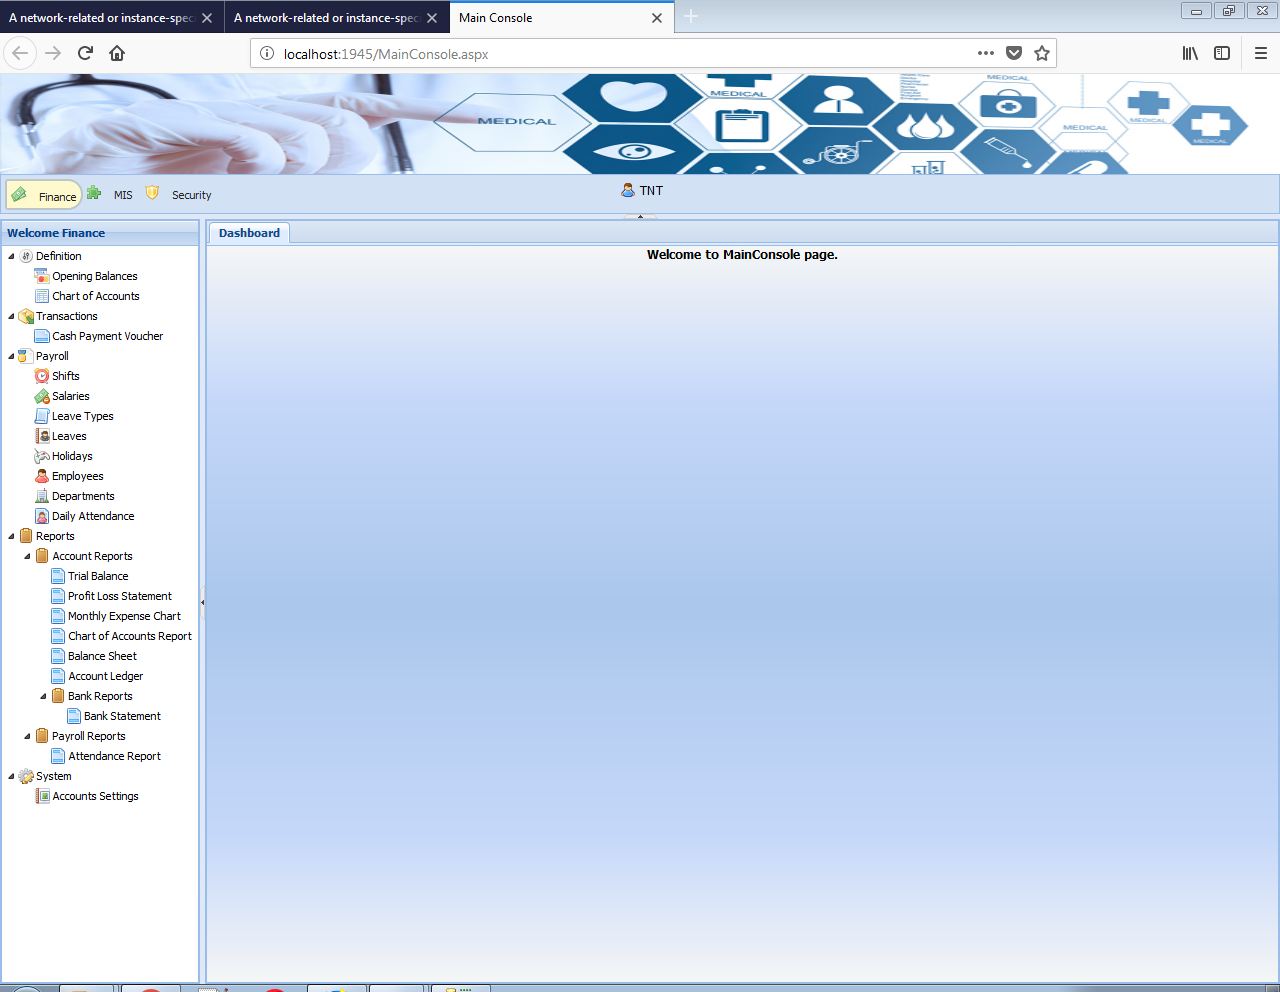 A network-related or instance-spec
A network-related or instance-spec
Main Console
localhost:1945/MainConsole.aspx
MEDICAL
MEDICAL
MEDICAL
MEDICAL
MEDICAL
MEDICAL
Finance
MIS
Security
TNT
Welcome Finance
Dashboard
Welcome to MainConsole page.
Definition
Opening Balances
Chart of Accounts
Transactions
Cash Payment Voucher
Payroll
Shifts
Salaries
Leave Types
Leaves
Holidays
Employees
Departments
Daily Attendance
Reports
Account Reports
Trial Balance
Profit Loss Statement
Monthly Expense Chart
Chart of Accounts Report
Balance Sheet
Account Ledger
Bank Reports
Bank Statement
Payroll Reports
Attendance Report
System
Accounts Settings